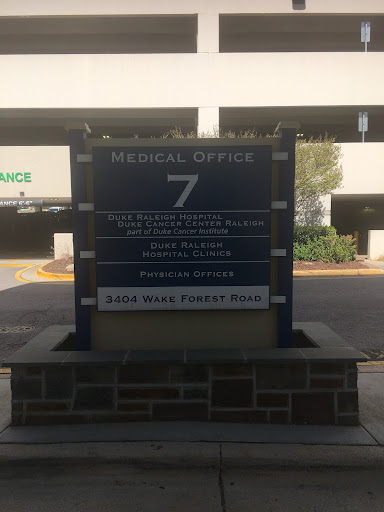 MEDICAL OFFICE
7
DUKE RALEIGH HOSPITAL
DUKE CANCER CENTER RALEIGH
part of Duke Cancer Institute
DUKE RALEIGH
HOSPITAL CLINICS
PHYSICIAN OFFICES
3404 WAKE FOREST ROAD
ANCE